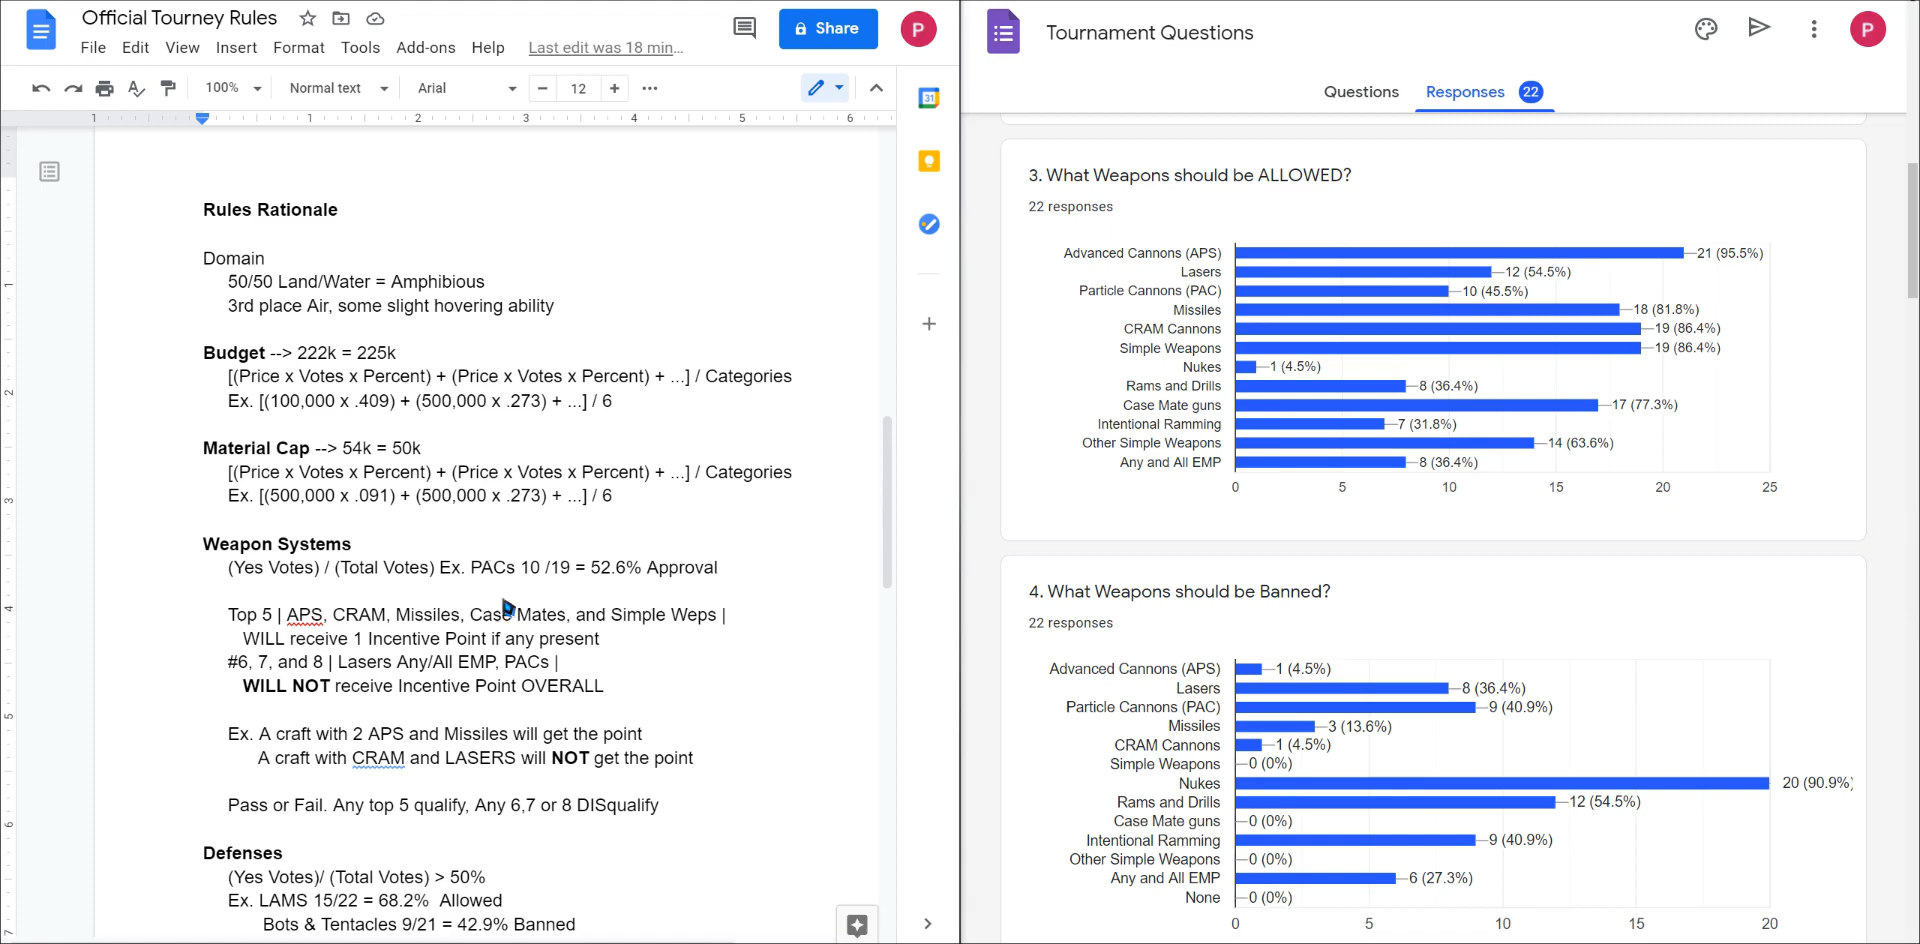 Official Tourney Rules
File Edit View Insert Format Tools Add-ons Help Last edit was 18 min...
Share
P
100% Normal text Arial 12
1 1 2 3 4 5 6
31
Rules Rationale
Domain
50/50 Land/Water = Amphibious
3rd place Air, some slight hovering ability
Budget --> 222k = 225k
[(Price x Votes x Percent) + (Price x Votes x Percent) + ...] / Categories
Ex. [(100,000 x .409) + (500,000 x .273) + ...] / 6
Material Cap --> 54k = 50k
[(Price x Votes x Percent) + (Price x Votes x Percent) + ...] / Categories
Ex. [(500,000 x .091) + (500,000 x .273) + ...] / 6
Weapon Systems
(Yes Votes) / (Total Votes) Ex. PACs 10 /19 = 52.6% Approval
Top 5 | APS, CRAM, Missiles, Case Mates, and Simple Weps |
WILL receive 1 Incentive Point if any present
#6, 7, and 8 | Lasers Any/All EMP, PACs |
WILL NOT receive Incentive Point OVERALL
Ex. A craft with 2 APS and Missiles will get the point
A craft with CRAM and LASERS will NOT get the point
Pass or Fail. Any top 5 qualify, Any 6,7 or 8 DISqualify
Defenses
(Yes Votes)/ (Total Votes) > 50%
Ex. LAMS 15/22 = 68.2% Allowed
Bots & Tentacles 9/21 = 42.9% Banned
1
2
3
4
5
6
7
Tournament Questions
P
Questions Responses 22
3. What Weapons should be ALLOWED?
22 responses
Advanced Cannons (APS) 21 (95.5%)
Lasers 12 (54.5%)
Particle Cannons (PAC) 10 (45.5%)
Missiles 18 (81.8%)
CRAM Cannons 19 (86.4%)
Simple Weapons 19 (86.4%)
Nukes 1 (4.5%)
Rams and Drills 8 (36.4%)
Case Mate guns 17 (77.3%)
Intentional Ramming 7 (31.8%)
Other Simple Weapons 14 (63.6%)
Any and All EMP 8 (36.4%)
0 5 10 15 20 25
4. What Weapons should be Banned?
22 responses
Advanced Cannons (APS) 1 (4.5%)
Lasers 8 (36.4%)
Particle Cannons (PAC) 9 (40.9%)
Missiles 3 (13.6%)
CRAM Cannons 1 (4.5%)
Simple Weapons 0 (0%)
Nukes 20 (90.9%)
Rams and Drills 12 (54.5%)
Case Mate guns 0 (0%)
Intentional Ramming 9 (40.9%)
Other Simple Weapons 0 (0%)
Any and All EMP 6 (27.3%)
None 0 (0%)
0 5 10 15 20